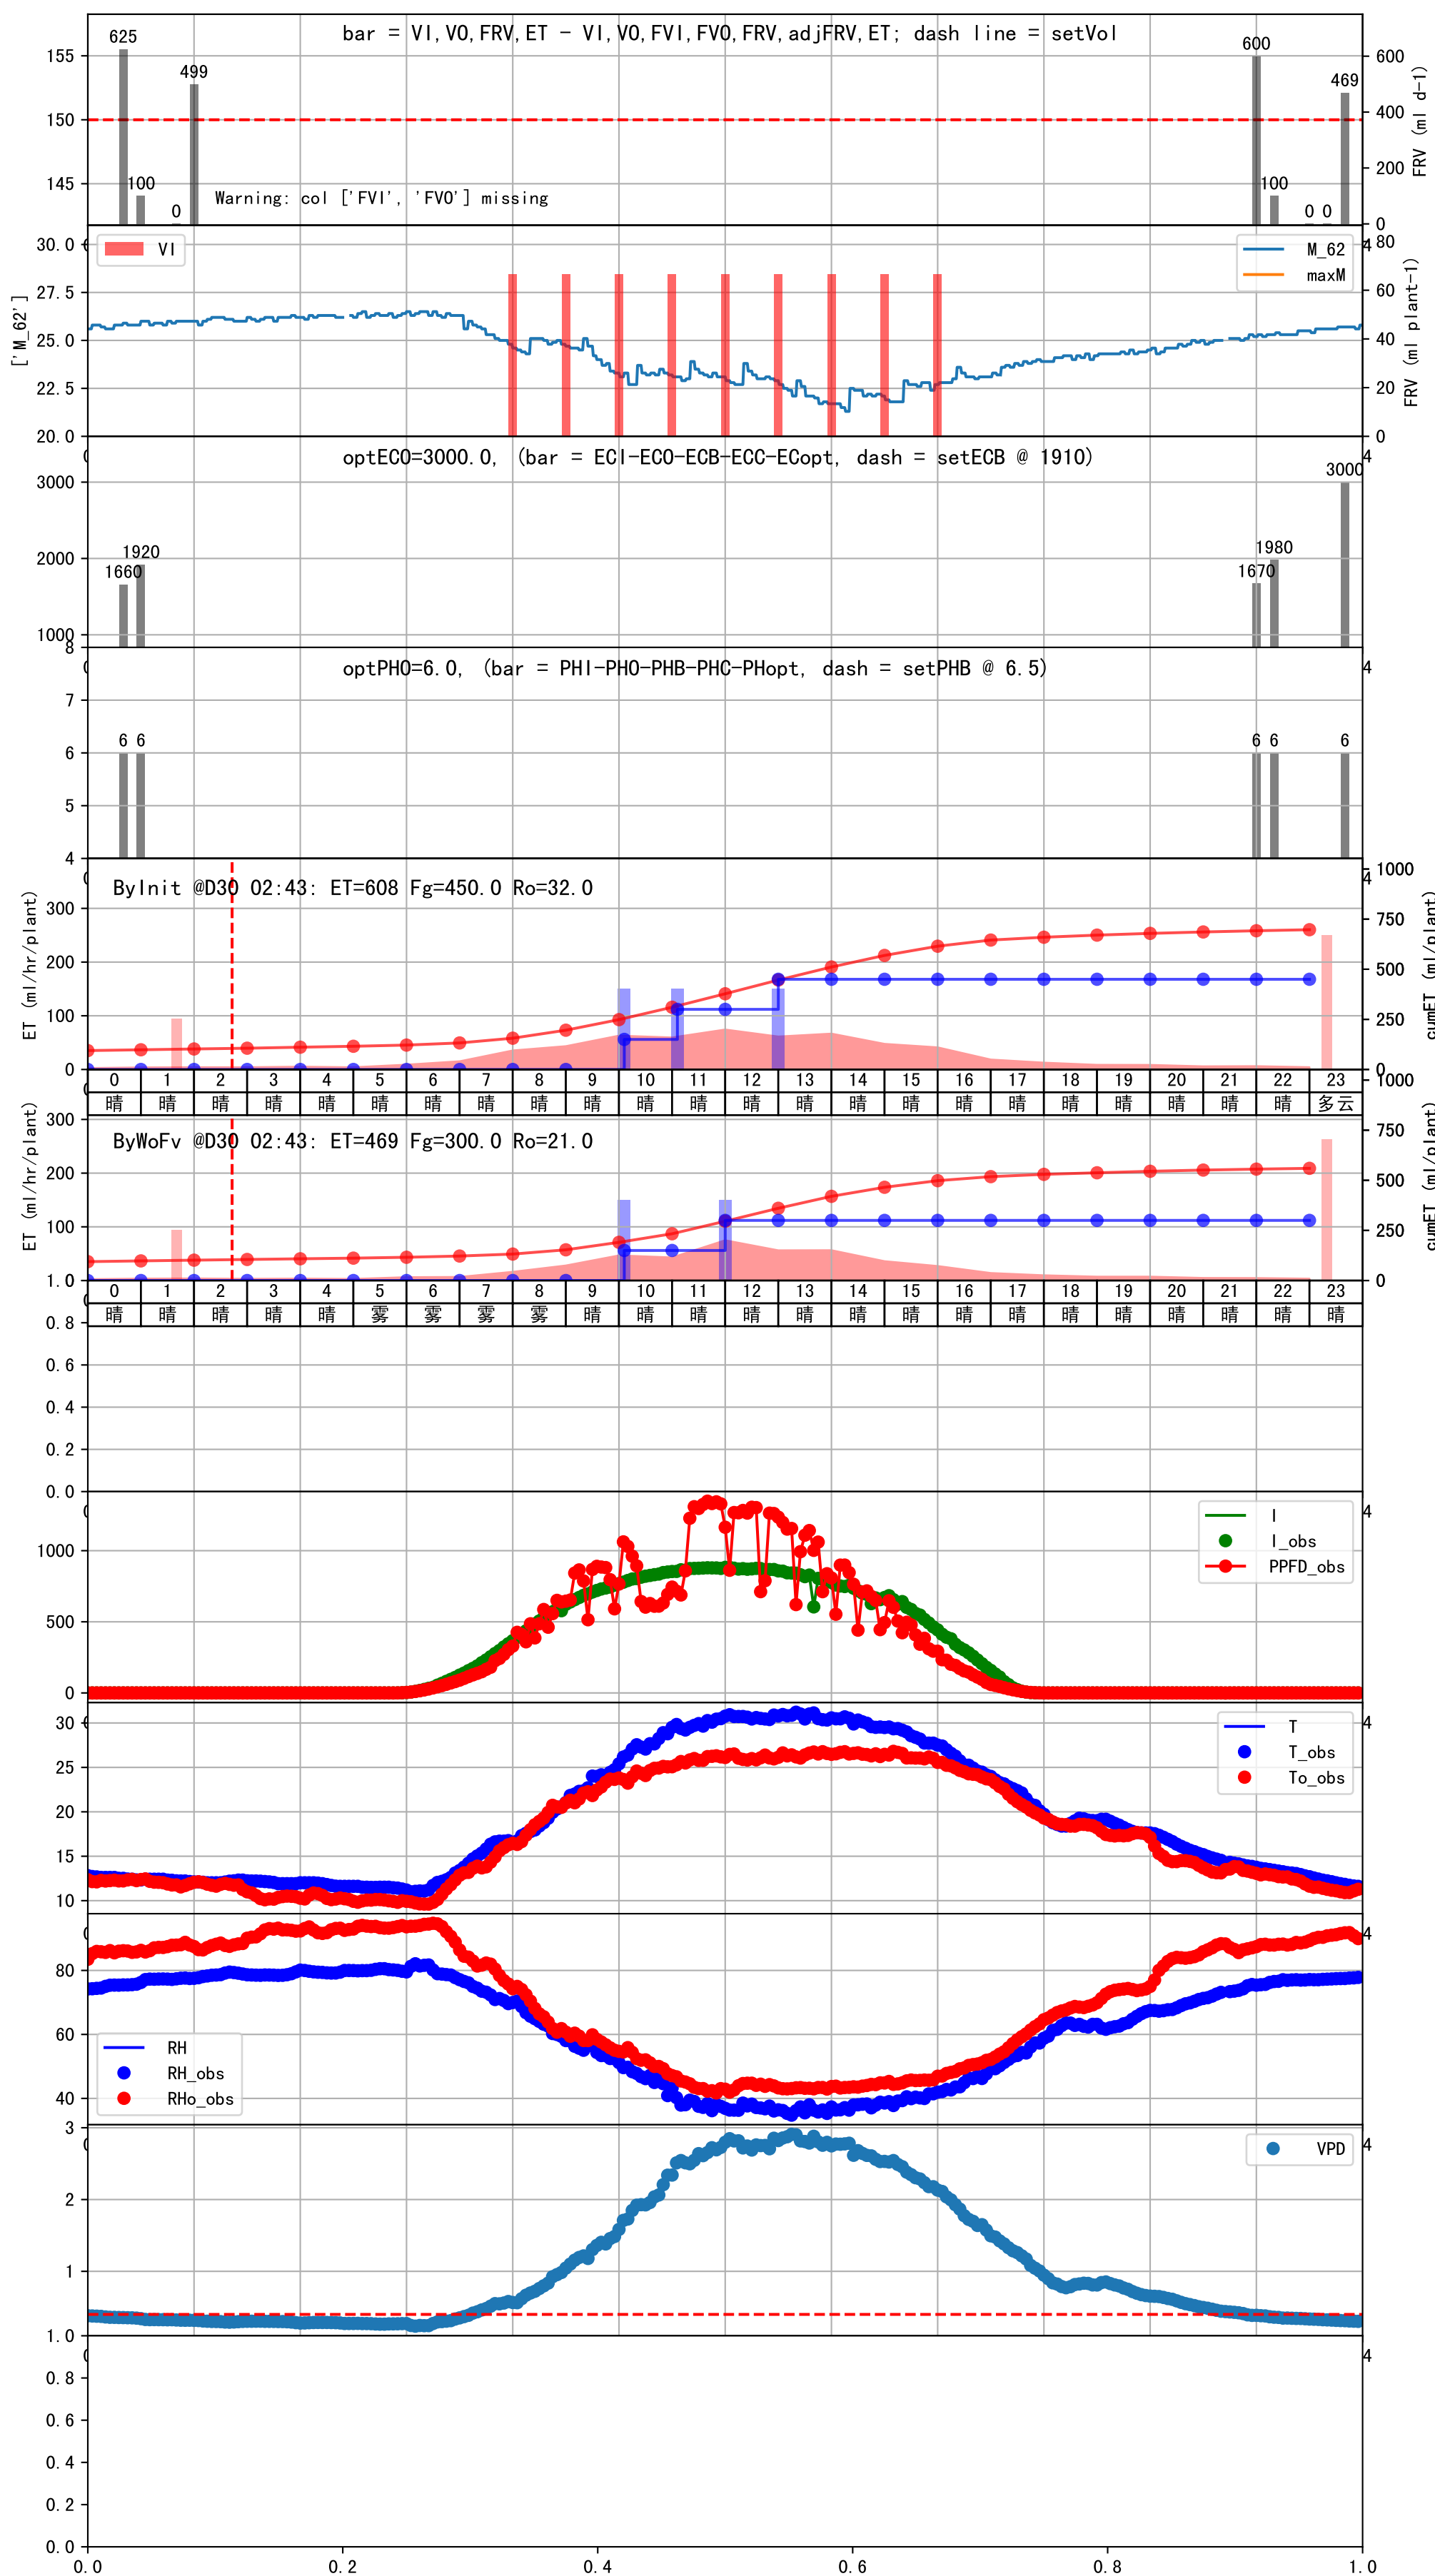 bar = VI,VO,FRV,ET - VI,VO,FVI,FVO,FRV,adjFRV,ET; dash line = setVol
625
600
155
600
499
469
150
400
FRV (ml d-1)
200
145
100
100
0
0 0
0
Warning: col ['FVI', 'FVO'] missing
30.0
VI
M_62
maxM
80
27.5
60
['M_62']
25.0
40
FRV (ml plant-1)
22.5
20
20.0
0
optECO=3000.0, (bar = ECI-ECO-ECB-ECC-ECopt, dash = setECB @ 1910)
4
3000
3000
2000
1920
1980
1660
1670
1000
8
optPHO=6.0, (bar = PHI-PHO-PHB-PHC-PHopt, dash = setPHB @ 6.5)
4
7
6
6 6
6 6
6
5
4
ByInit @D30 02:43: ET=608 Fg=450.0 Ro=32.0
1000
300
750
ET (ml/hr/plant)
200
500
cumET (ml/plant)
100
250
0
0
0 1 2 3 4 5 6 7 8 9 10 11 12 13 14 15 16 17 18 19 20 21 22 23
1000
晴 晴 晴 晴 晴 晴 晴 晴 晴 晴 晴 晴 晴 晴 晴 晴 晴 晴 晴 晴 晴 晴 晴 多云
ByWoFv @D30 02:43: ET=469 Fg=300.0 Ro=21.0
300
750
ET (ml/hr/plant)
200
500
cumET (ml/plant)
100
250
1.0
0
0 1 2 3 4 5 6 7 8 9 10 11 12 13 14 15 16 17 18 19 20 21 22 23
晴 晴 晴 晴 晴 雾 雾 雾 雾 晴 晴 晴 晴 晴 晴 晴 晴 晴 晴 晴 晴 晴 晴 晴
0.8
0.6
0.4
0.2
0.0
4
I
I_obs
PPFD_obs
1000
500
0
30
4
T
T_obs
To_obs
25
20
15
10
4
80
60
40
RH
RH_obs
RHo_obs
3
4
VPD
2
1
1.0
4
0.8
0.6
0.4
0.2
0.0
0.0 0.2 0.4 0.6 0.8 1.0